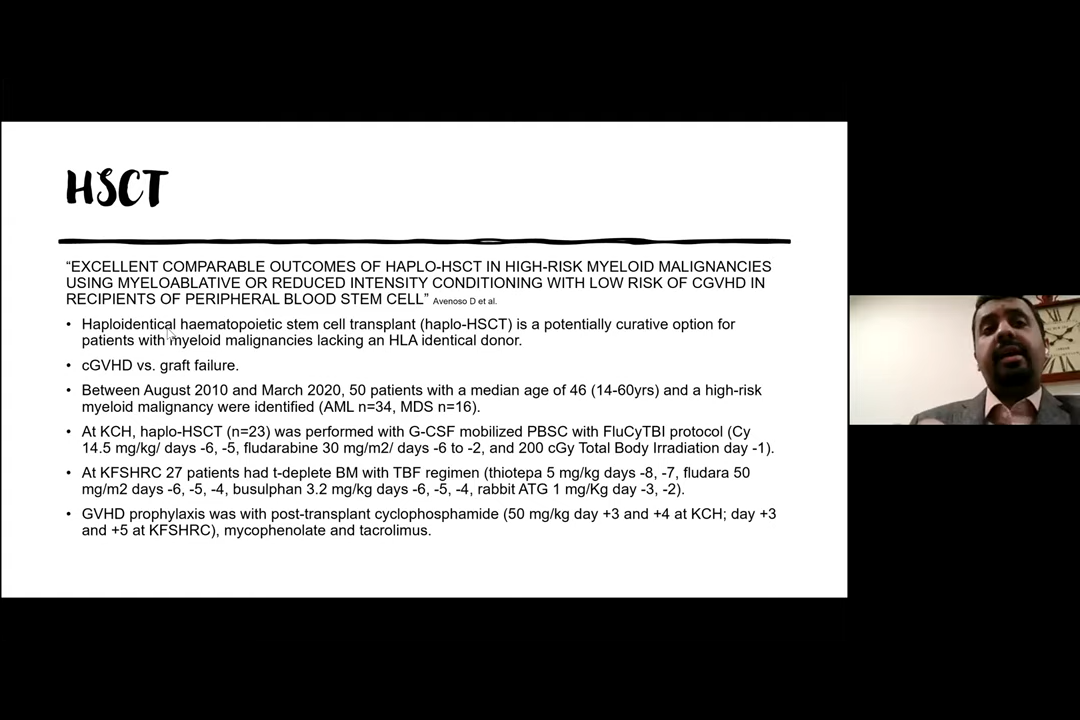 HSCT
“EXCELLENT COMPARABLE OUTCOMES OF HAPLO-HSCT IN HIGH-RISK MYELOID MALIGNANCIES
USING MYELOABLATIVE OR REDUCED INTENSITY CONDITIONING WITH LOW RISK OF CGVHD IN
RECIPIENTS OF PERIPHERAL BLOOD STEM CELL” Avenoso D et al.
• Haploidentical haematopoietic stem cell transplant (haplo-HSCT) is a potentially curative option for
patients with myeloid malignancies lacking an HLA identical donor.
• cGVHD vs. graft failure.
• Between August 2010 and March 2020, 50 patients with a median age of 46 (14-60yrs) and a high-risk
myeloid malignancy were identified (AML n=34, MDS n=16).
• At KCH, haplo-HSCT (n=23) was performed with G-CSF mobilized PBSC with FluCyTBI protocol (Cy
14.5 mg/kg/ days -6, -5, fludarabine 30 mg/m2/ days -6 to -2, and 200 cGy Total Body Irradiation day -1).
• At KFSHRC 27 patients had t-deplete BM with TBF regimen (thiotepa 5 mg/kg days -8, -7, fludara 50
mg/m2 days -6, -5, -4, busulphan 3.2 mg/kg days -6, -5, -4, rabbit ATG 1 mg/Kg day -3, -2).
• GVHD prophylaxis was with post-transplant cyclophosphamide (50 mg/kg day +3 and +4 at KCH; day +3
and +5 at KFSHRC), mycophenolate and tacrolimus.